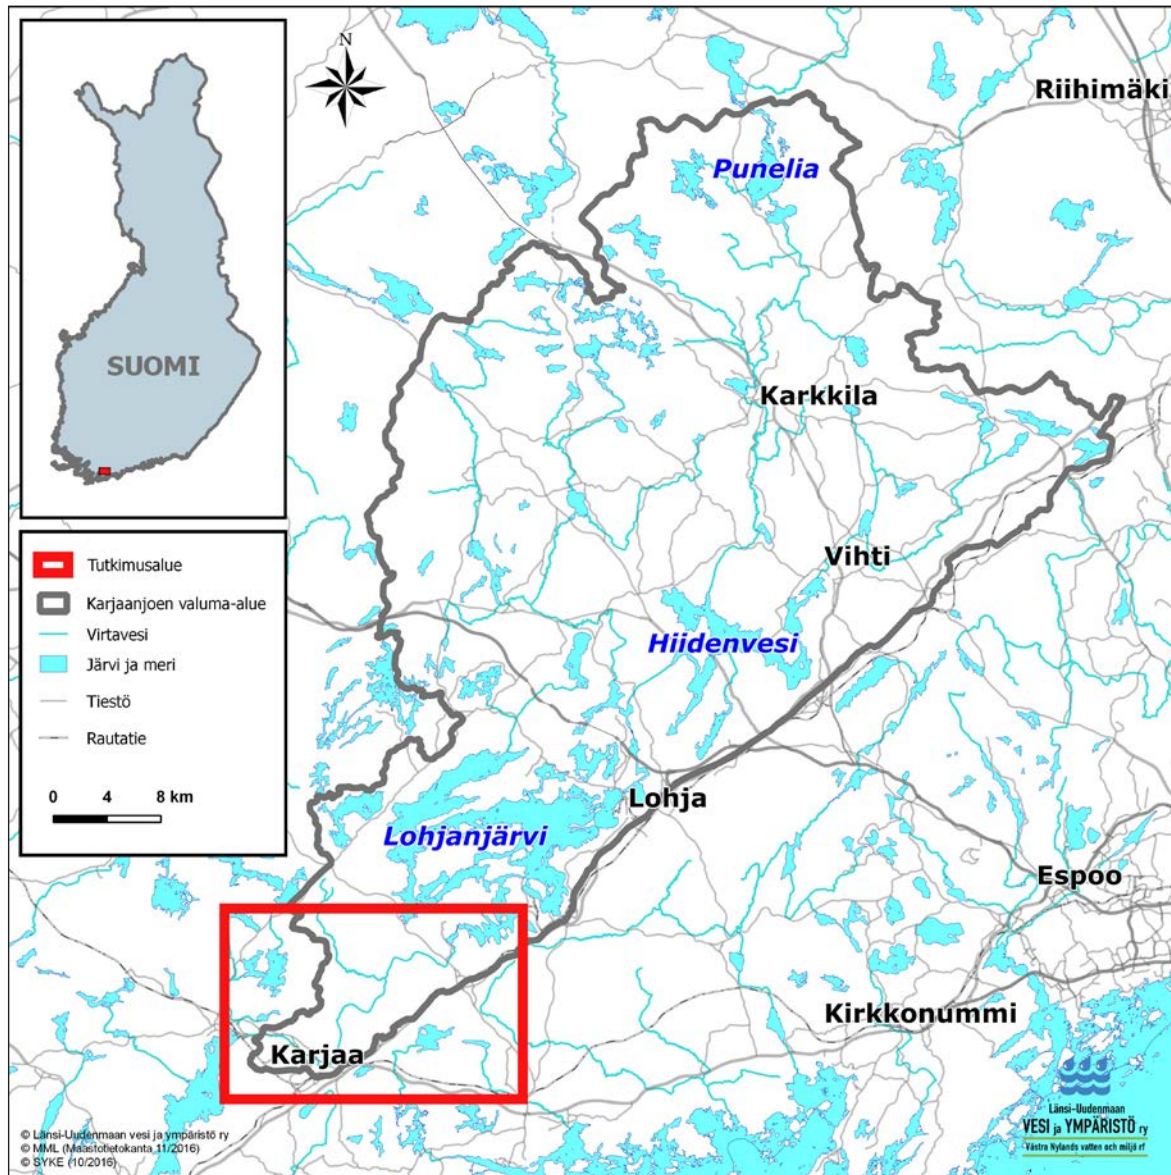 N
SUOMI
Tutkimusalue
Karjaanjoen valuma-alue
Virtavesi
Järvi ja meri
Tiestö
Rautatie
0 4 8 km
Riihimäki
Punelia
Karkkila
Vihti
Hiidenvesi
Lohja
Lohjanjärvi
Espoo
Kirkkonummi
Karjaa
© Länsi-Uudenmaan vesi ja ympäristö ry
© MML (Maastotietokanta 11/2016)
© SYKE (10/2016)
Länsi-Uudenmaan
VESI ja YMPÄRISTÖ ry
Västra Nylands vatten och miljö rf